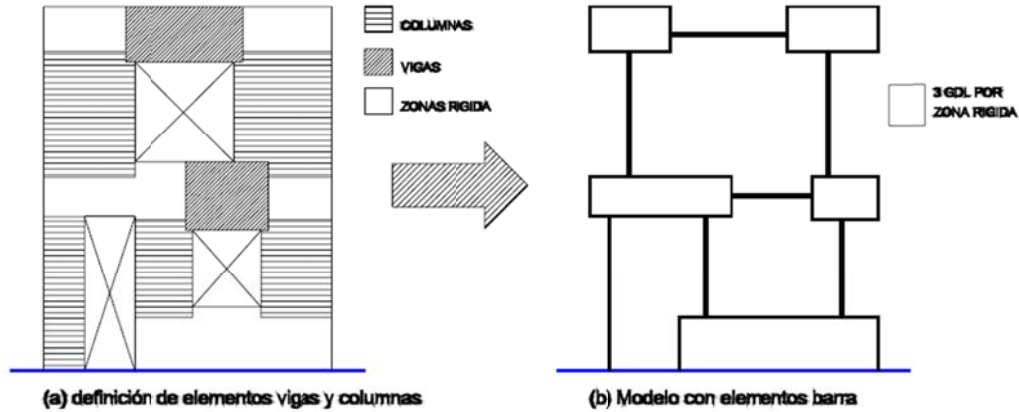 COLUMNAS
VIGAS
ZONAS RIGIDA
3 GDL POR
ZONA RIGIDA
(a) definición de elementos vigas y columnas
(b) Modelo con elementos barra